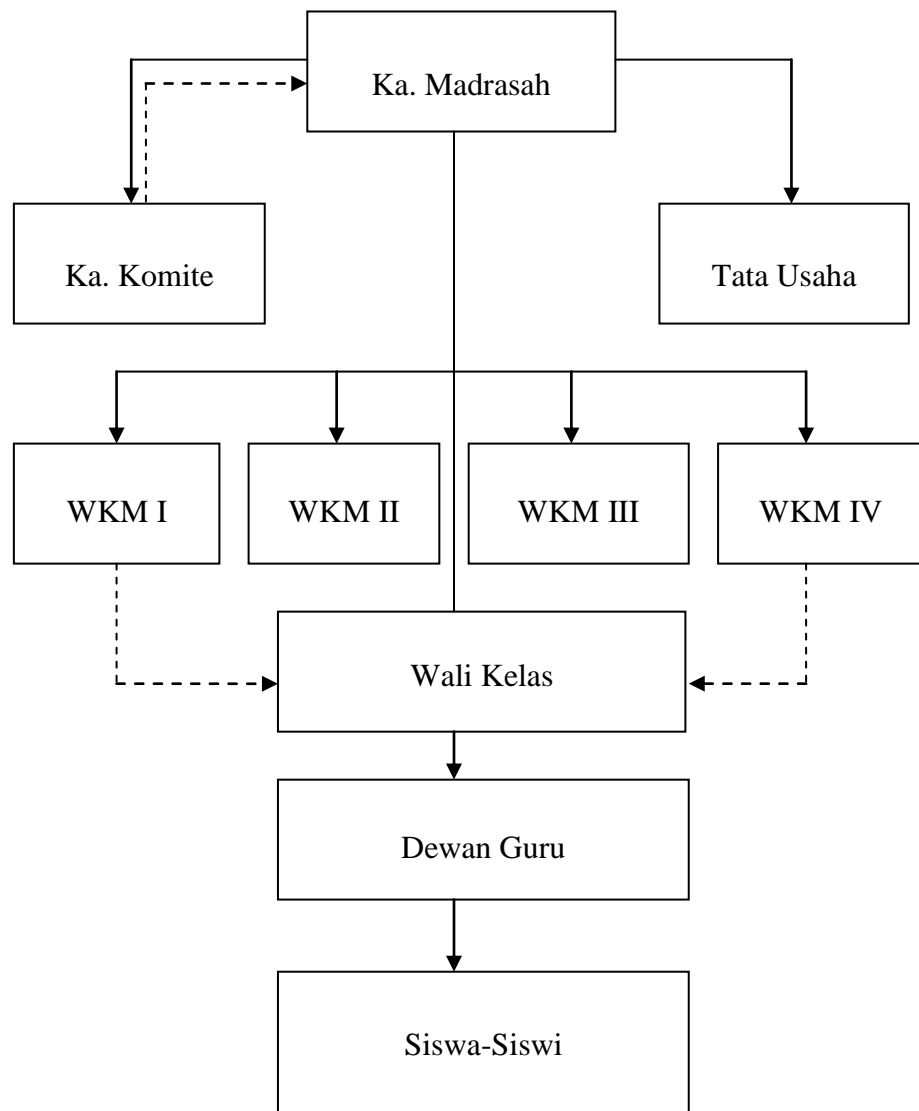 Ka. Madrasah
Ka. Komite
Tata Usaha
WKM I
WKM II
WKM III
WKM IV
Wali Kelas
Dewan Guru
Siswa-Siswi